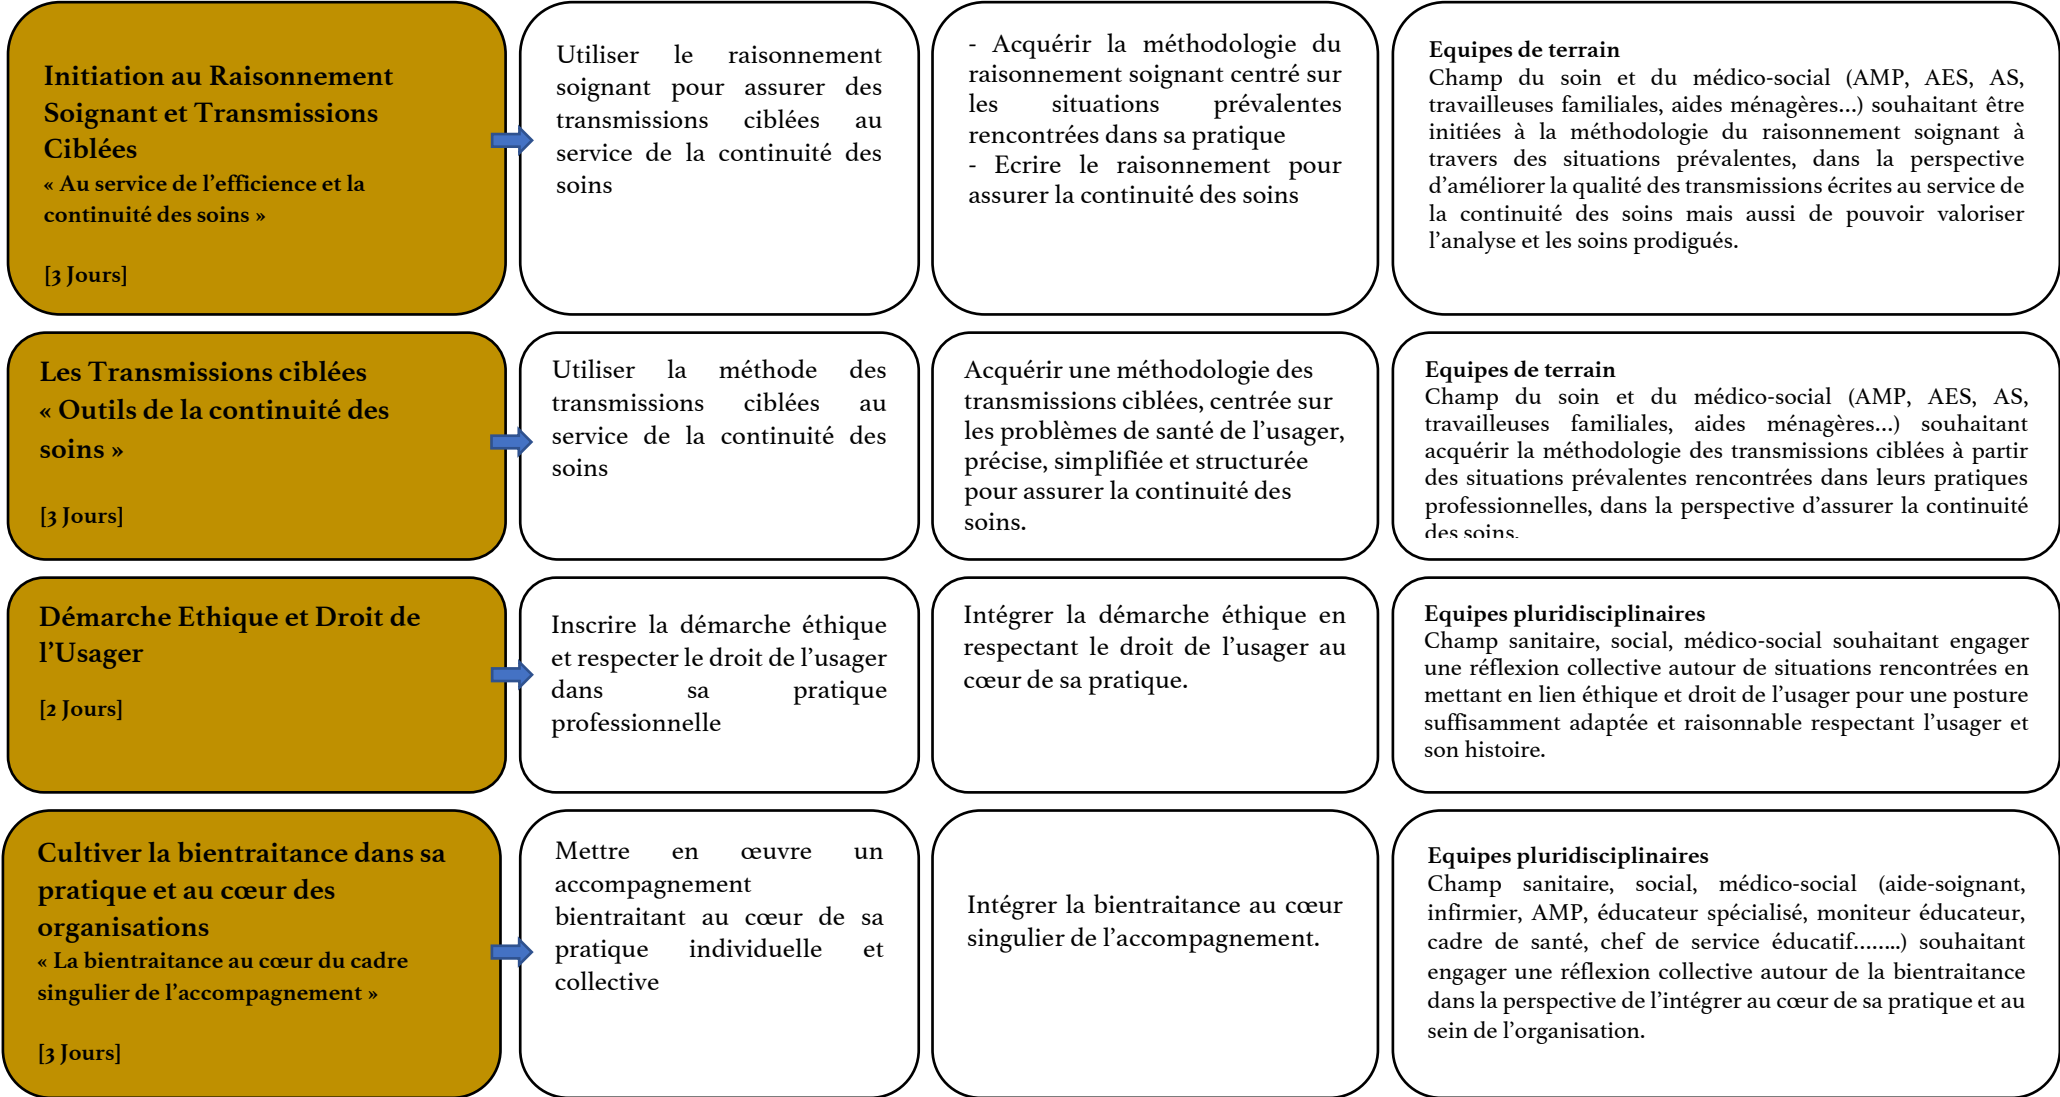 Initiation au Raisonnement
Soignant et Transmissions
Ciblées
« Au service de l’efficience et la
continuité des soins »
[3 Jours]
Utiliser le raisonnement
soignant pour assurer des
transmissions ciblées au
service de la continuité des
soins
- Acquérir la méthodologie du
raisonnement soignant centré sur
les situations prévalentes
rencontrées dans sa pratique
- Ecrire le raisonnement pour
assurer la continuité des soins
Equipes de terrain
Champ du soin et du médico-social (AMP, AES, AS,
travailleuses familiales, aides ménagères…) souhaitant être
initiées à la méthodologie du raisonnement soignant à
travers des situations prévalentes, dans la perspective
d’améliorer la qualité des transmissions écrites au service de
la continuité des soins mais aussi de pouvoir valoriser
l’analyse et les soins prodigués.
Les Transmissions ciblées
« Outils de la continuité des
soins »
[3 Jours]
Utiliser la méthode des
transmissions ciblées au
service de la continuité des
soins
Acquérir une méthodologie des
transmissions ciblées, centrée sur
les problèmes de santé de l’usager,
précise, simplifiée et structurée
pour assurer la continuité des
soins.
Equipes de terrain
Champ du soin et du médico-social (AMP, AES, AS,
travailleuses familiales, aides ménagères…) souhaitant
acquérir la méthodologie des transmissions ciblées à partir
des situations prévalentes rencontrées dans leurs pratiques
professionnelles, dans la perspective d’assurer la continuité
des soins.
Démarche Ethique et Droit de
l’Usager
[2 Jours]
Inscrire la démarche éthique
et respecter le droit de l’usager
dans sa pratique
professionnelle
Intégrer la démarche éthique en
respectant le droit de l’usager au
cœur de sa pratique.
Equipes pluridisciplinaires
Champ sanitaire, social, médico-social souhaitant engager
une réflexion collective autour de situations rencontrées en
mettant en lien éthique et droit de l’usager pour une posture
suffisamment adaptée et raisonnable respectant l’usager et
son histoire.
Cultiver la bientraitance dans sa
pratique et au cœur des
organisations
« La bientraitance au cœur du cadre
singulier de l’accompagnement »
[3 Jours]
Mettre en œuvre un
accompagnement
bientraitant au cœur de sa
pratique individuelle et
collective
Intégrer la bientraitance au cœur
singulier de l’accompagnement.
Equipes pluridisciplinaires
Champ sanitaire, social, médico-social (aide-soignant,
infirmier, AMP, éducateur spécialisé, moniteur éducateur,
cadre de santé, chef de service éducatif……..) souhaitant
engager une réflexion collective autour de la bientraitance
dans la perspective de l’intégrer au cœur de sa pratique et au
sein de l’organisation.